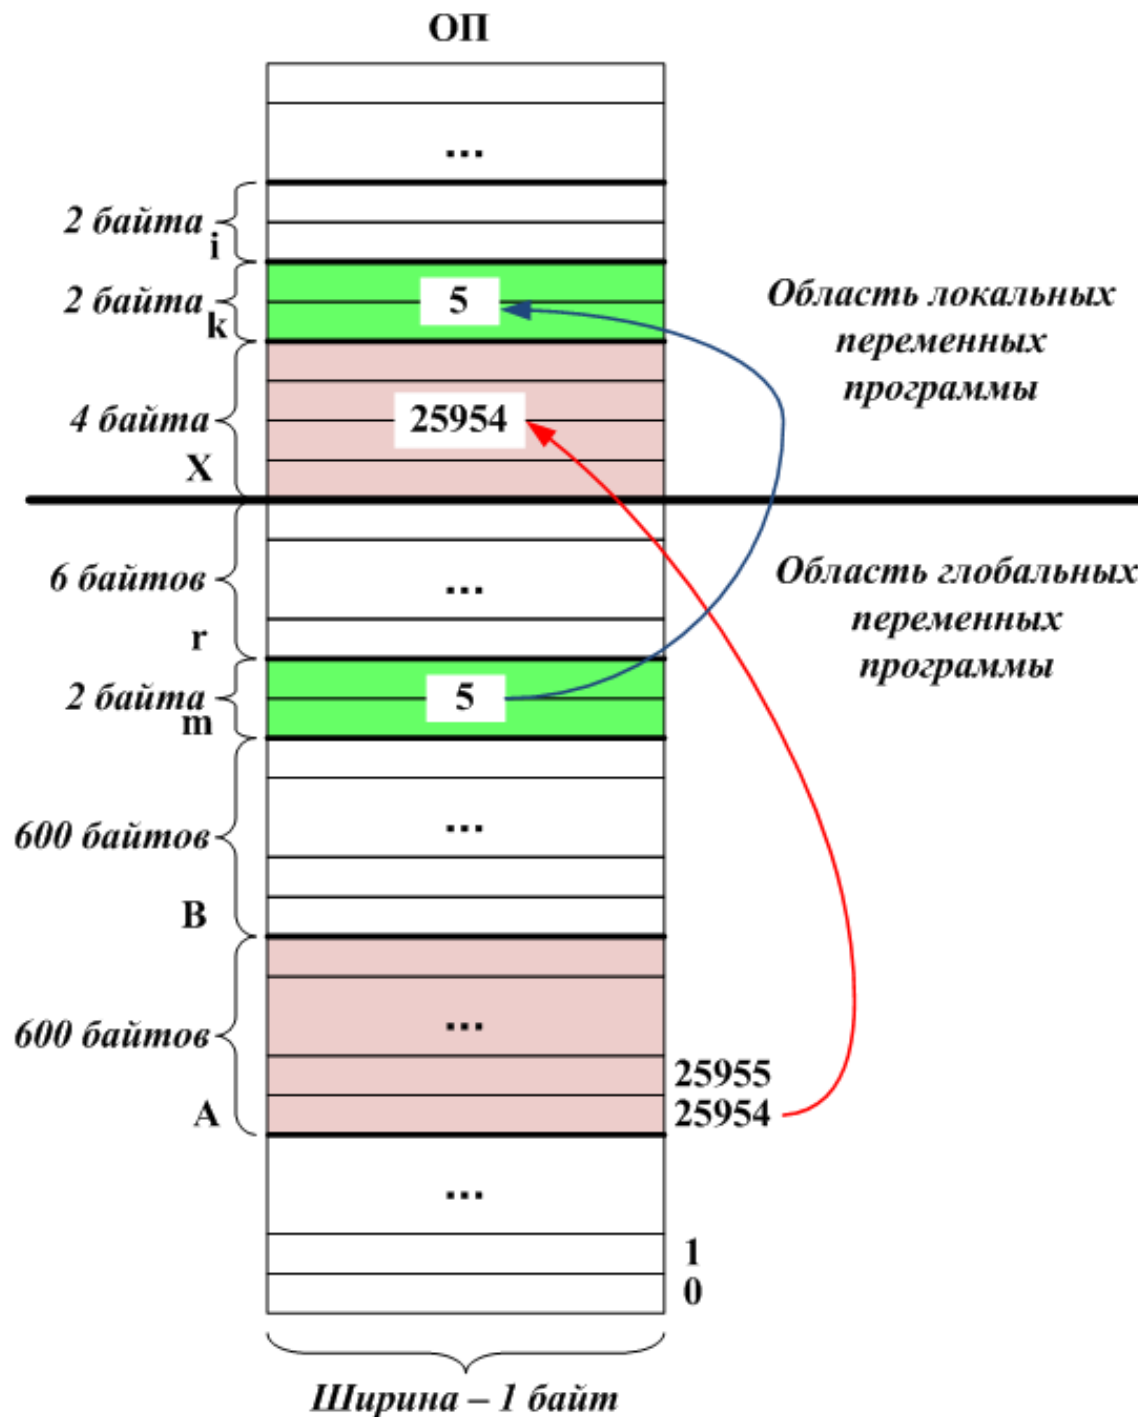 ОП
...
2 байта
i
2 байта
k
5
Область локальных
переменных
программы
4 байта
X
25954
6 байтов
r
...
Область глобальных
переменных
программы
2 байта
m
5
600 байтов
B
...
600 байтов
A
...
25955
25954
...
1
0
Ширина – 1 байт